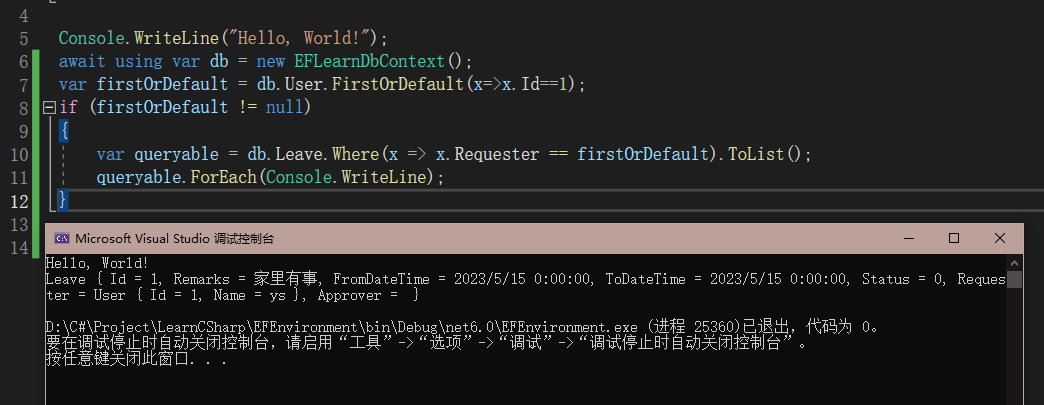 4
5 Console.WriteLine("Hello, World!");
6 await using var db = new EFLearnDbContext();
7 var firstOrDefault = db.User.FirstOrDefault(x=>x.Id==1);
8 if (firstOrDefault != null)
9 {
10 var queryable = db.Leave.Where(x => x.Requester == firstOrDefault).ToList();
11 queryable.ForEach(Console.WriteLine);
12 }
13
14
Microsoft Visual Studio 调试控制台
Hello, World!
Leave { Id = 1, Remarks = 家里有事, FromDateTime = 2023/5/15 0:00:00, ToDateTime = 2023/5/15 0:00:00, Status = 0, Reques
ter = User { Id = 1, Name = ys }, Approver =  }
D:\C#\Project\LearnCSharp\EFEnvironment\bin\Debug\net6.0\EFEnvironment.exe (进程 25360)已退出，代码为 0。
要在调试停止时自动关闭控制台，请启用“工具”->“选项”->“调试”->“调试停止时自动关闭控制台”。
按任意键关闭此窗口. . .